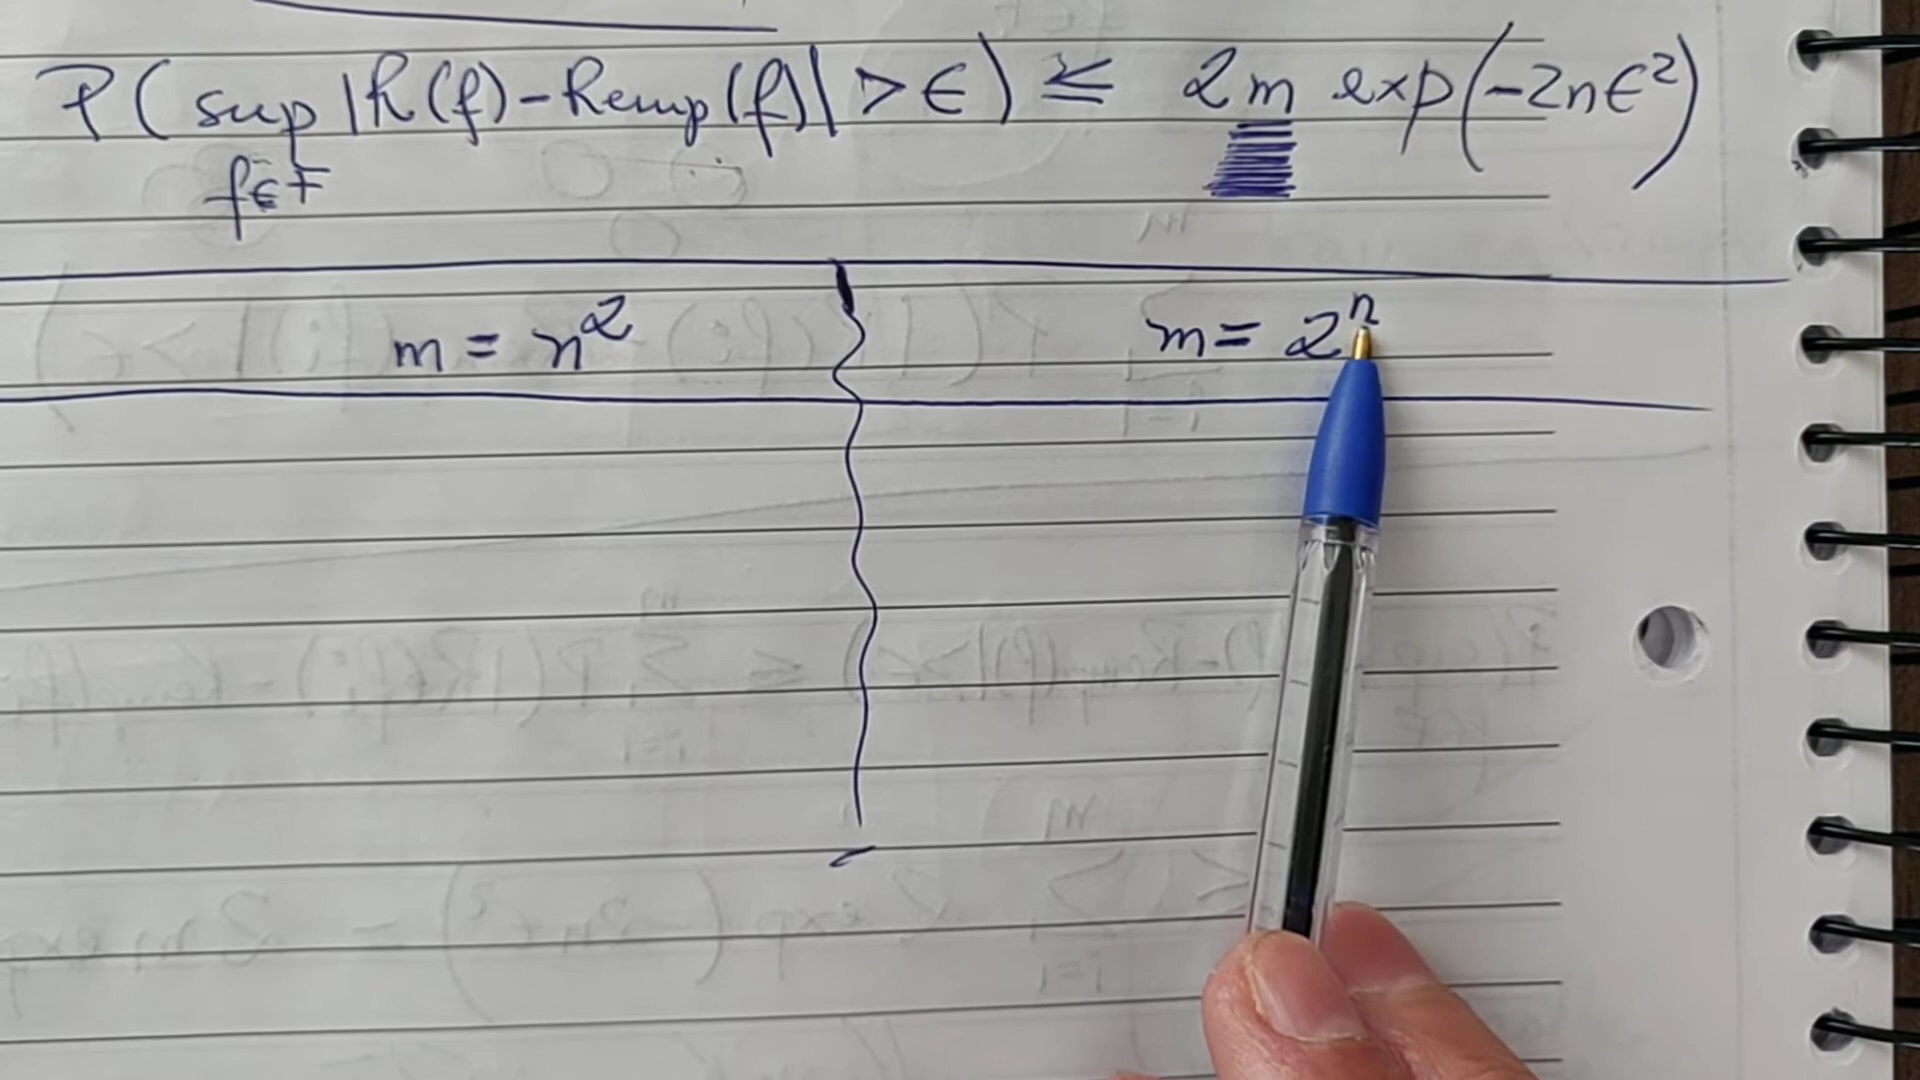 P( sup |R(f)-Remp(f)| > ϵ ) ≤ 2m exp(-2nϵ²)
f∈F
m = n² m = 2ⁿ